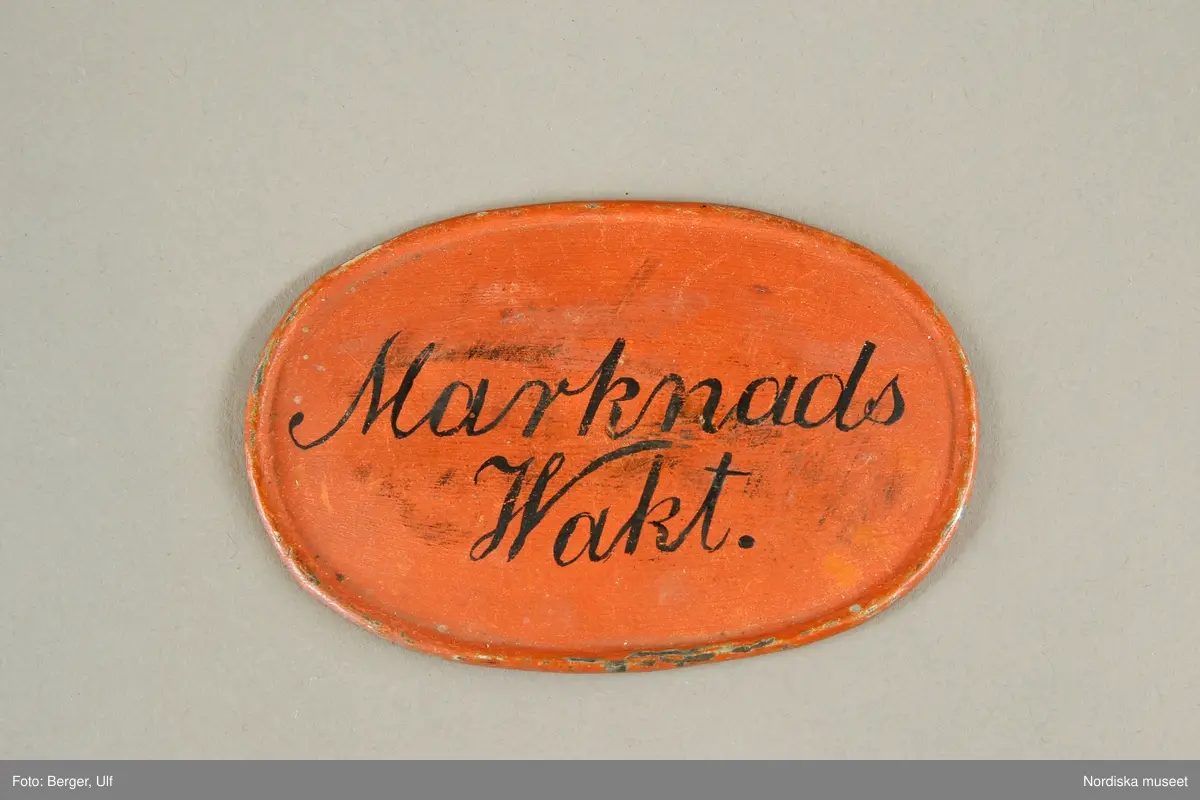 Marknads
Wakt.
Foto: Berger, Ulf
Nordiska museet